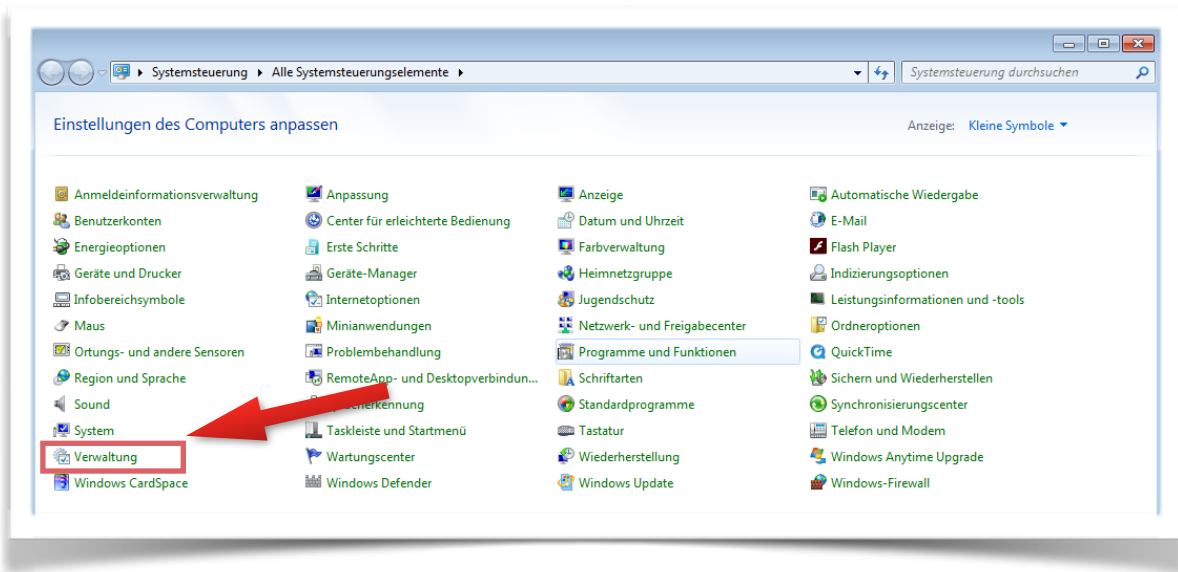 Systemsteuerung Alle Systemsteuerungselemente Systemsteuerung durchsuchen
Einstellungen des Computers anpassen Anzeige: Kleine Symbole
Anmeldeinformationsverwaltung Anpassung Anzeige Automatische Wiedergabe
Benutzerkonten Center für erleichterte Bedienung Datum und Uhrzeit E-Mail
Energieoptionen Erste Schritte Farbverwaltung Flash Player
Geräte und Drucker Geräte-Manager Heimnetzgruppe Indizierungsoptionen
Infobereichsymbole Internetoptionen Jugendschutz Leistungsinformationen und -tools
Maus Minianwendungen Netzwerk- und Freigabecenter Ordneroptionen
Ortungs- und andere Sensoren Problembehandlung Programme und Funktionen QuickTime
Region und Sprache RemoteApp- und Desktopverbindun... Schriftarten Sichern und Wiederherstellen
Sound Standardprogramme Synchronisierungscenter
System Taskleiste und Startmenü Tastatur Telefon und Modem
Verwaltung Wartungscenter Wiederherstellung Windows Anytime Upgrade
Windows CardSpace Windows Defender Windows Update Windows-Firewall